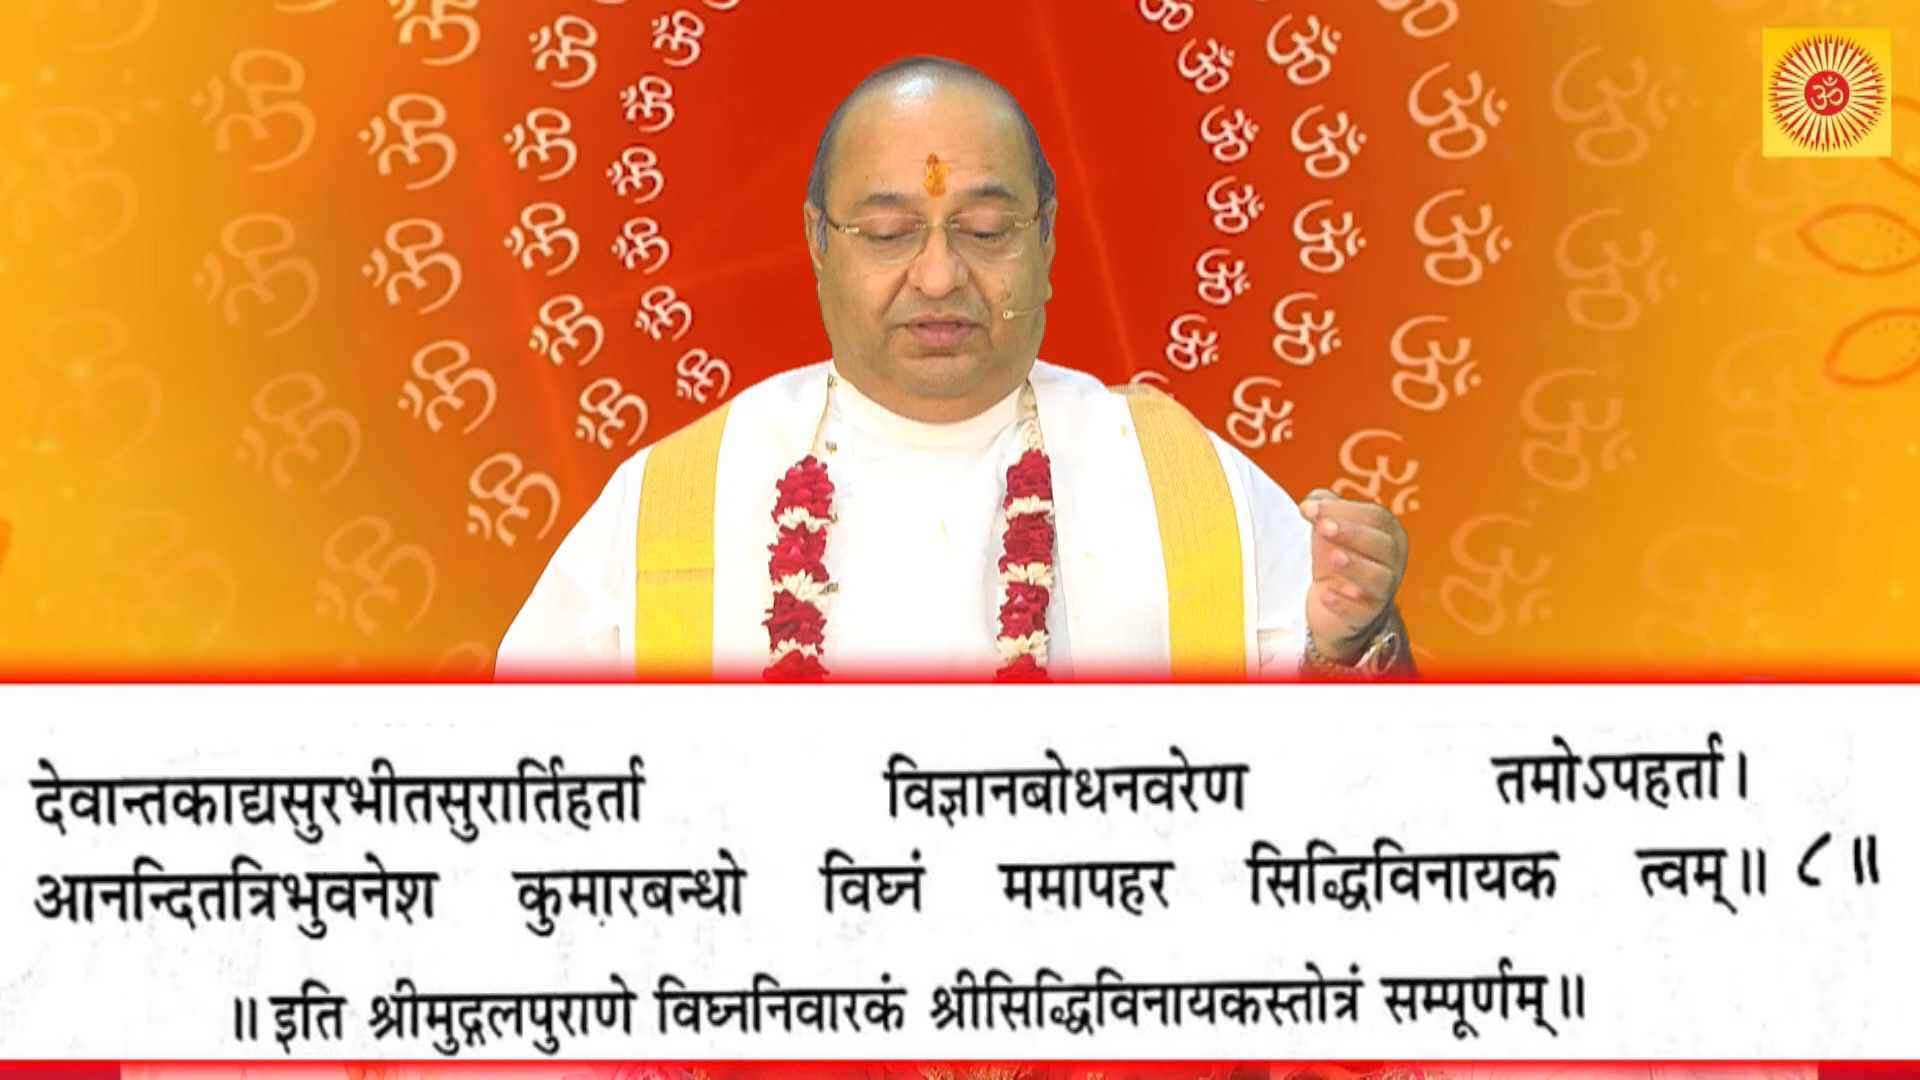 देवान्तकाद्यसुरभीतसुरार्तिहर्ता विज्ञानबोधनवरेण तमोऽपहर्ता।
आनन्दितत्रिभुवनेश कुमारबन्धो विघ्नं ममापहर सिद्धिविनायक त्वम्॥ ८॥
॥ इति श्रीमुद्गलपुराणे विघ्ननिवारकं श्रीसिद्धिविनायकस्तोत्रं सम्पूर्णम्॥